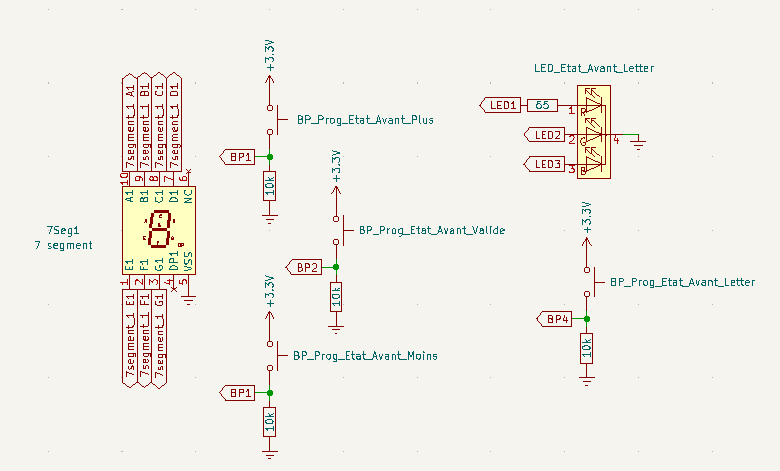 +3.3V
LED_Etat_Avant_Letter
7segment_1 A1
7segment_1 B1
7segment_1 C1
7segment_1 D1
BP_Prog_Etat_Avant_Plus
LED1
65
1
R
LED2
2
G
4
LED3
3
B
BP1
10k
10
9
8
7
6
A1
B1
C1
D1
NC
+3.3V
7Seg1
7 segment
BP_Prog_Etat_Avant_Valide
+3.3V
E1
F1
G1
DP1
VSS
1
2
3
4
5
BP2
10k
BP_Prog_Etat_Avant_Letter
7segment_1 E1
7segment_1 F1
7segment_1 G1
+3.3V
BP4
10k
BP_Prog_Etat_Avant_Moins
BP1
10k